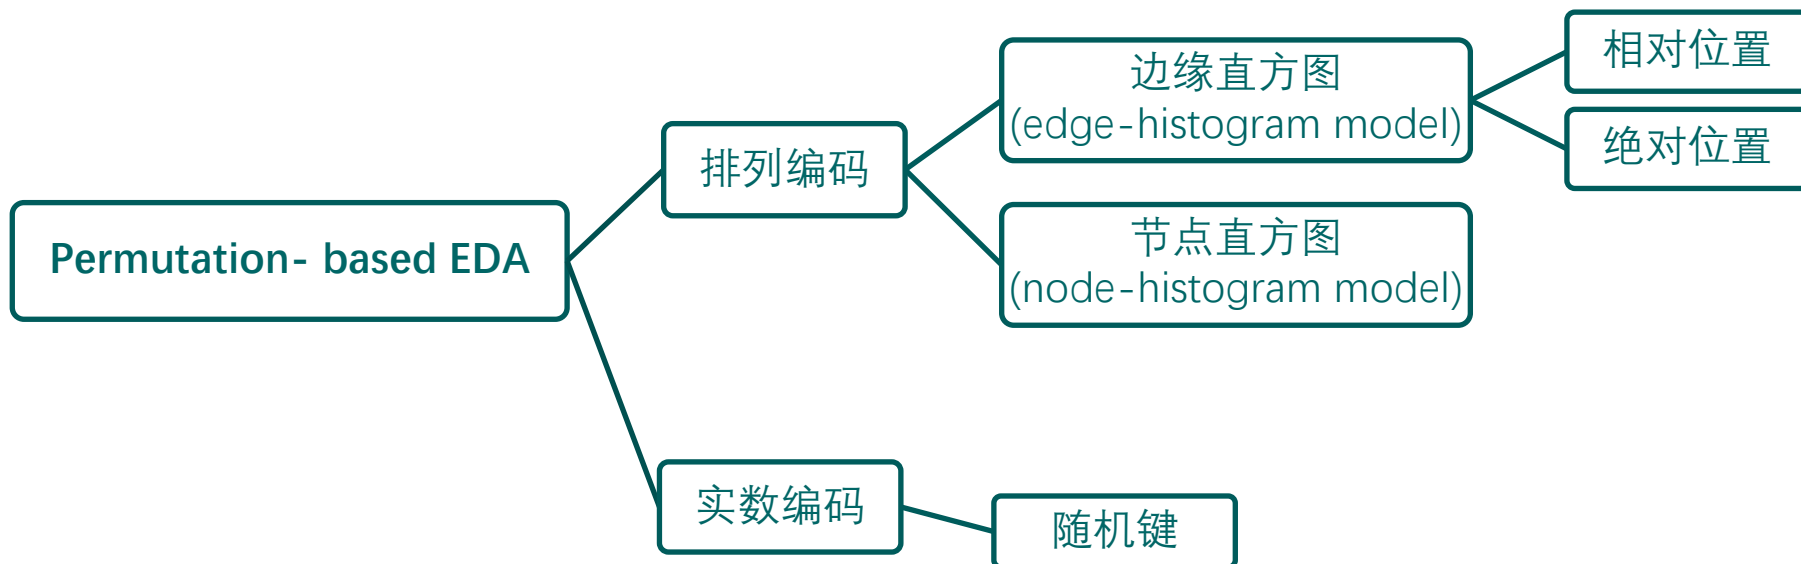 Permutation- based EDA
排列编码
边缘直方图
(edge-histogram model)
相对位置
绝对位置
节点直方图
(node-histogram model)
实数编码
随机键